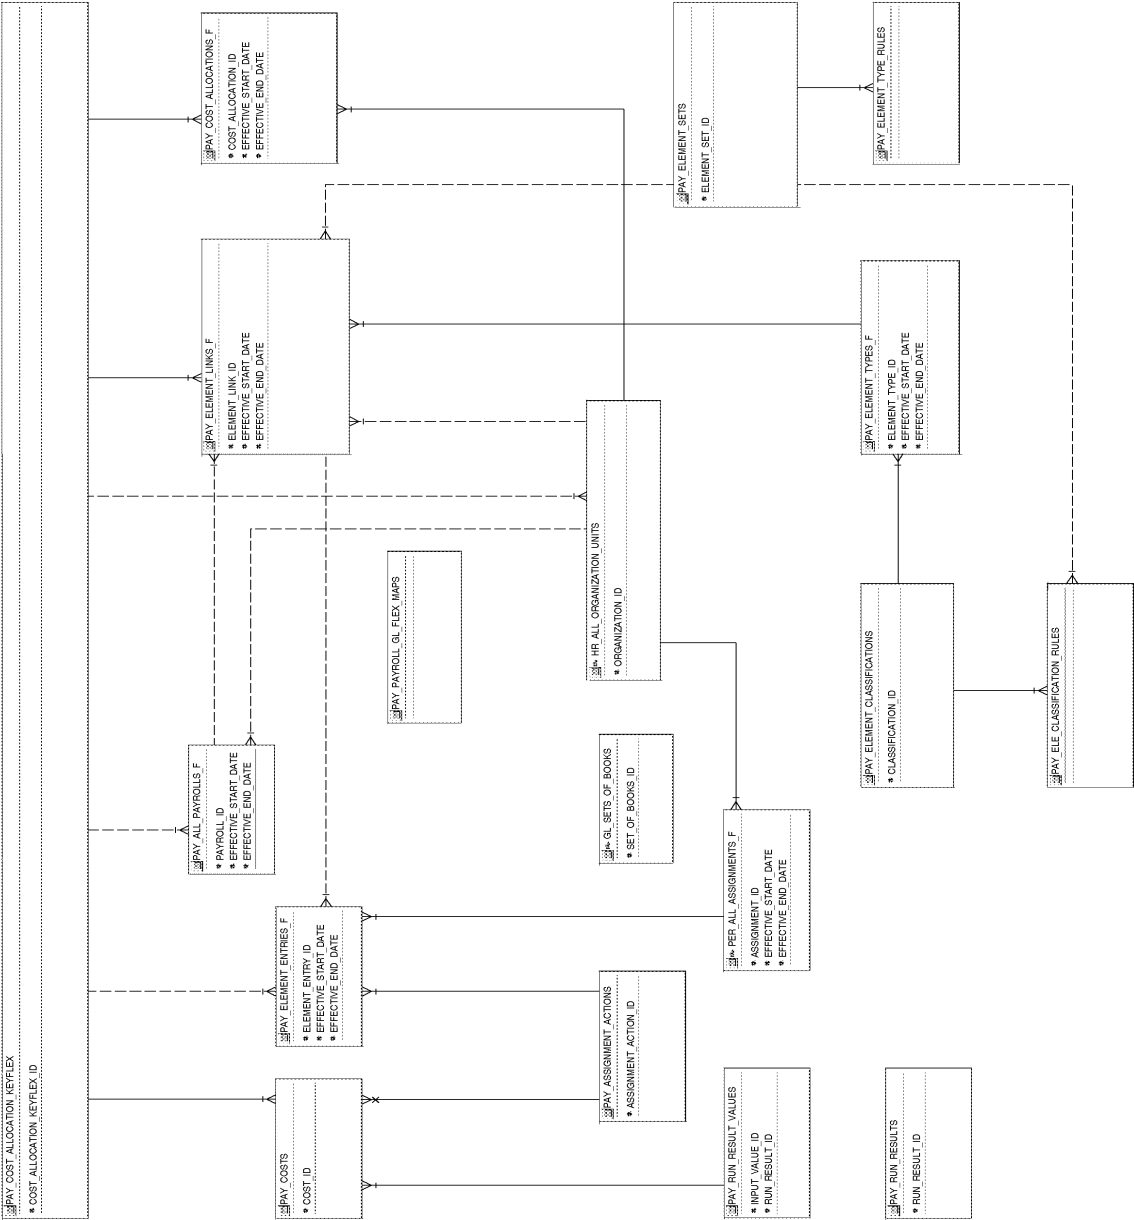 PAY_COST_ALLOCATION_KEYFLEX
* COST_ALLOCATION_KEYFLEX_ID
PAY_COST_ALLOCATIONS_F
* COST_ALLOCATION_ID
* EFFECTIVE_START_DATE
* EFFECTIVE_END_DATE
PAY_ELEMENT_LINKS_F
* ELEMENT_LINK_ID
* EFFECTIVE_START_DATE
* EFFECTIVE_END_DATE
PAY_ALL_PAYROLLS_F
* PAYROLL_ID
* EFFECTIVE_START_DATE
* EFFECTIVE_END_DATE
PAY_ELEMENT_ENTRIES_F
* ELEMENT_ENTRY_ID
* EFFECTIVE_START_DATE
* EFFECTIVE_END_DATE
PAY_COSTS
* COST_ID
PAY_PAYROLL_GL_FLEX_MAPS
HR_ALL_ORGANIZATION_UNITS
* ORGANIZATION_ID
GL_SETS_OF_BOOKS
* SET_OF_BOOKS_ID
PAY_ASSIGNMENT_ACTIONS
* ASSIGNMENT_ACTION_ID
PAY_ELEMENT_SETS
* ELEMENT_SET_ID
PER_ALL_ASSIGNMENTS_F
* ASSIGNMENT_ID
* EFFECTIVE_START_DATE
* EFFECTIVE_END_DATE
PAY_RUN_RESULT_VALUES
* INPUT_VALUE_ID
* RUN_RESULT_ID
PAY_ELEMENT_TYPE_RULES
PAY_ELEMENT_TYPES_F
* ELEMENT_TYPE_ID
* EFFECTIVE_START_DATE
* EFFECTIVE_END_DATE
PAY_ELEMENT_CLASSIFICATIONS
* CLASSIFICATION_ID
PAY_RUN_RESULTS
* RUN_RESULT_ID
PAY_ELE_CLASSIFICATION_RULES